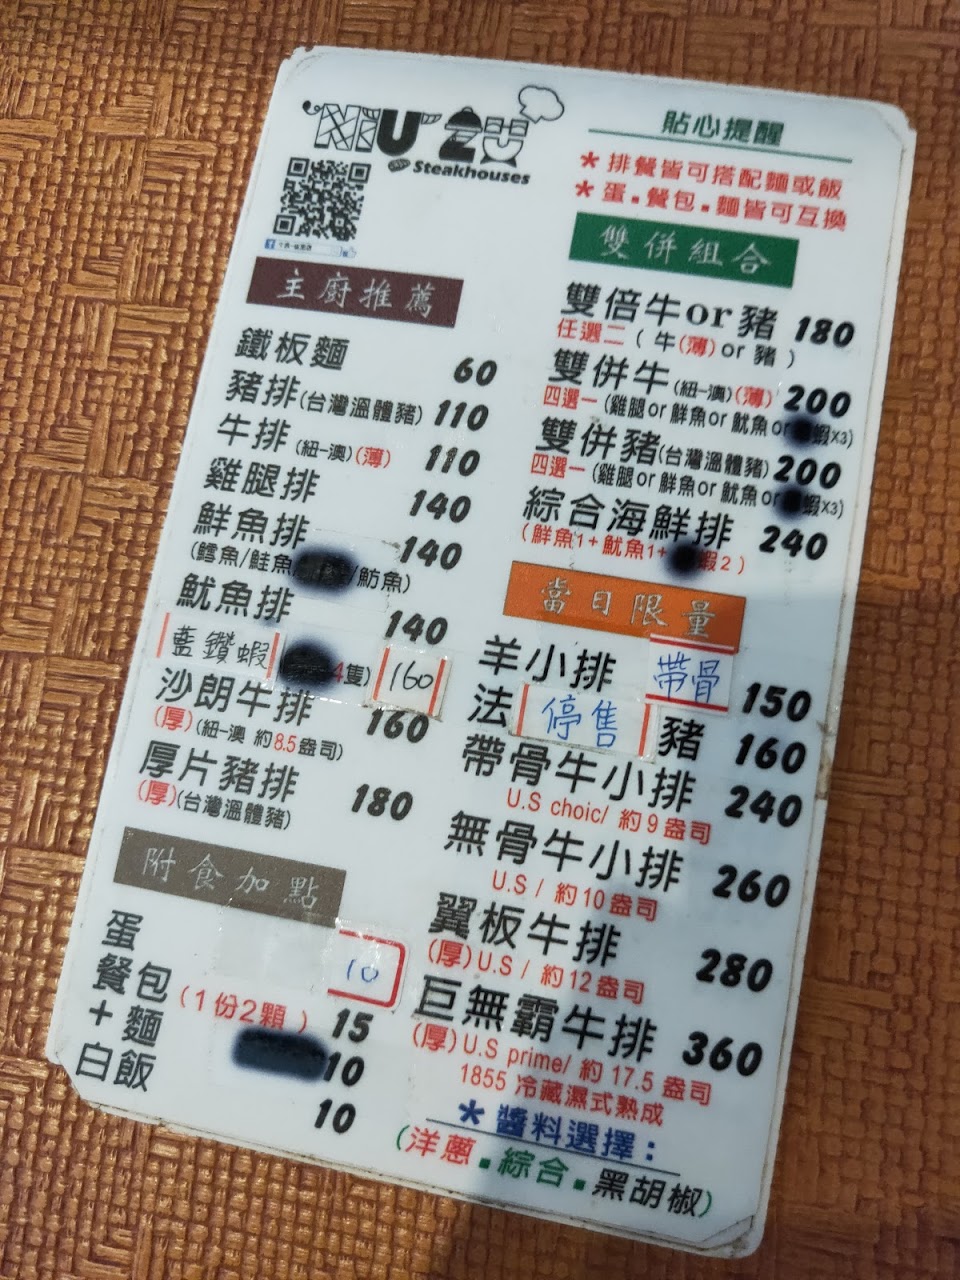 NiU ZU
Steakhouses
主廚推薦
鐵板麵 60
豬排(台灣溫體豬) 110
牛排(紐-澳)(薄) 110
雞腿排 140
鮮魚排 140
(鱈魚/鮭魚/魴魚)
魷魚排 140
藍鑽蝦 4隻) 160
沙朗牛排 160
(厚)(紐-澳 約8.5盎司)
厚片豬排 180
(厚)(台灣溫體豬)
附食加點
蛋 10
餐包(1份2顆) 15
+麵 10
白飯 10
貼心提醒
* 排餐皆可搭配麵或飯
* 蛋．餐包．麵皆可互換
雙併組合
雙倍牛or豬 180
任選二(牛(薄)or 豬)
雙併牛(紐-澳)(薄) 200
四選一(雞腿or 鮮魚or 魷魚or 蝦X3)
雙併豬(台灣溫體豬) 200
四選一(雞腿or 鮮魚or 魷魚or 蝦X3)
綜合海鮮排 240
(鮮魚1+魷魚1+蝦2)
當日限量
羊小排 帶骨 150
法 停售 豬 160
帶骨牛小排 240
U.S choic/ 約9盎司
無骨牛小排 260
U.S / 約10盎司
翼板牛排 280
(厚)U.S / 約12盎司
巨無霸牛排 360
(厚)U.S prime/ 約17.5盎司
1855 冷藏濕式熟成
* 醬料選擇：
(洋蔥．綜合．黑胡椒)